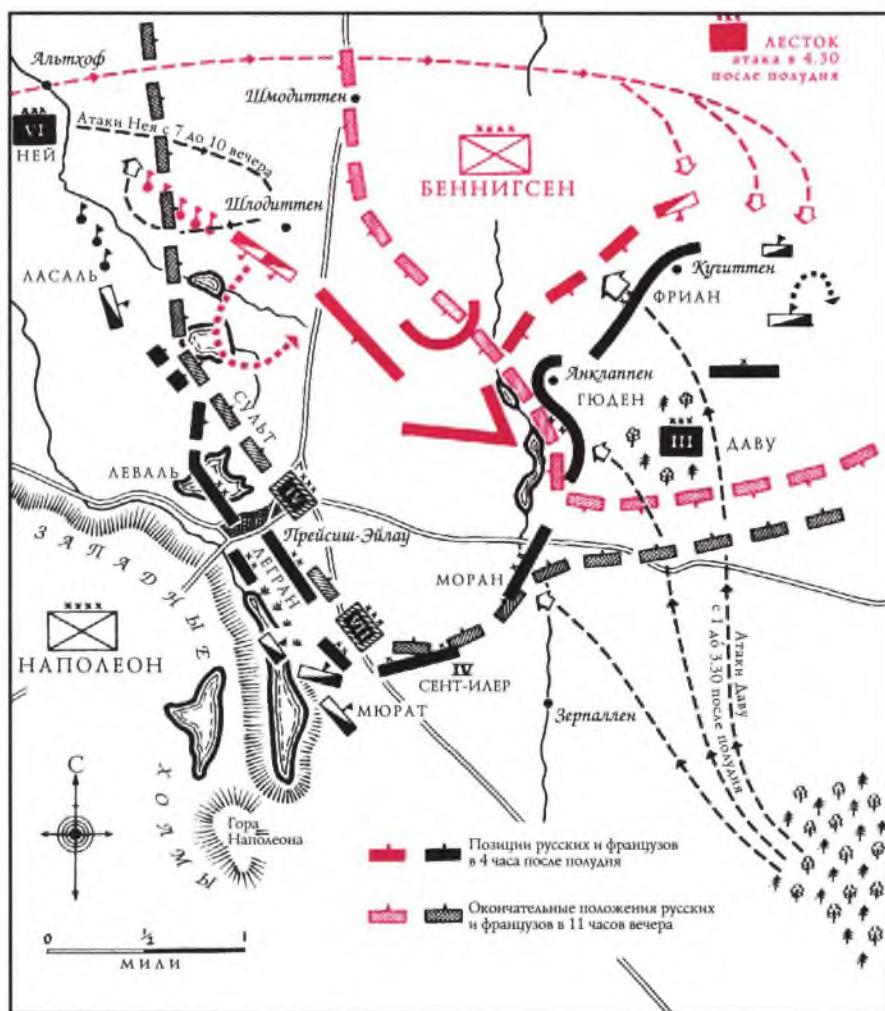 Альтхоф
ЛЕСТОК
атака в 4.30
после полудня
Шмодиттен
VI
НЕЙ
Атаки Нея с 7 до 10 вечера
БЕННИГСЕН
Шлодиттен
ЛАСАЛЬ
Кучиттен
ФРИАН
Анклаппен
ГЮДЕН
СУЛЬТ
III
ДАВУ
ЛЕВАЛЬ
IV
Прейсиш-Эйлау
ЗАПАДНЫЕ
ХОЛМЫ
ЛЕГРАН
МОРАН
НАПОЛЕОН
VII
IV
СЕНТ-ИЛЕР
МЮРАТ
Зерпаллен
Атаки Даву
с 1 до 3.30 после полудня
С
Гора
Наполеона
Позиции русских и французов
в 4 часа после полудня
Окончательные положения русских
и французов в 11 часов вечера
0 ½ 1
МИЛИ